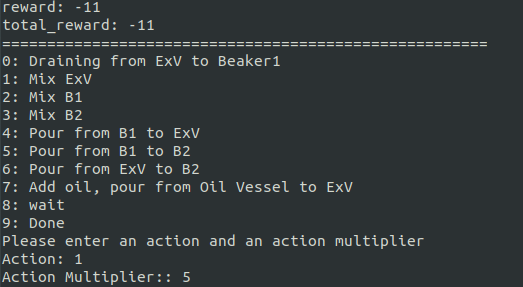 reward: -11
total_reward: -11
======================================================
0: Draining from ExV to Beaker1
1: Mix ExV
2: Mix B1
3: Mix B2
4: Pour from B1 to ExV
5: Pour from B1 to B2
6: Pour from ExV to B2
7: Add oil, pour from Oil Vessel to ExV
8: wait
9: Done
Please enter an action and an action multiplier
Action: 1
Action Multiplier:: 5